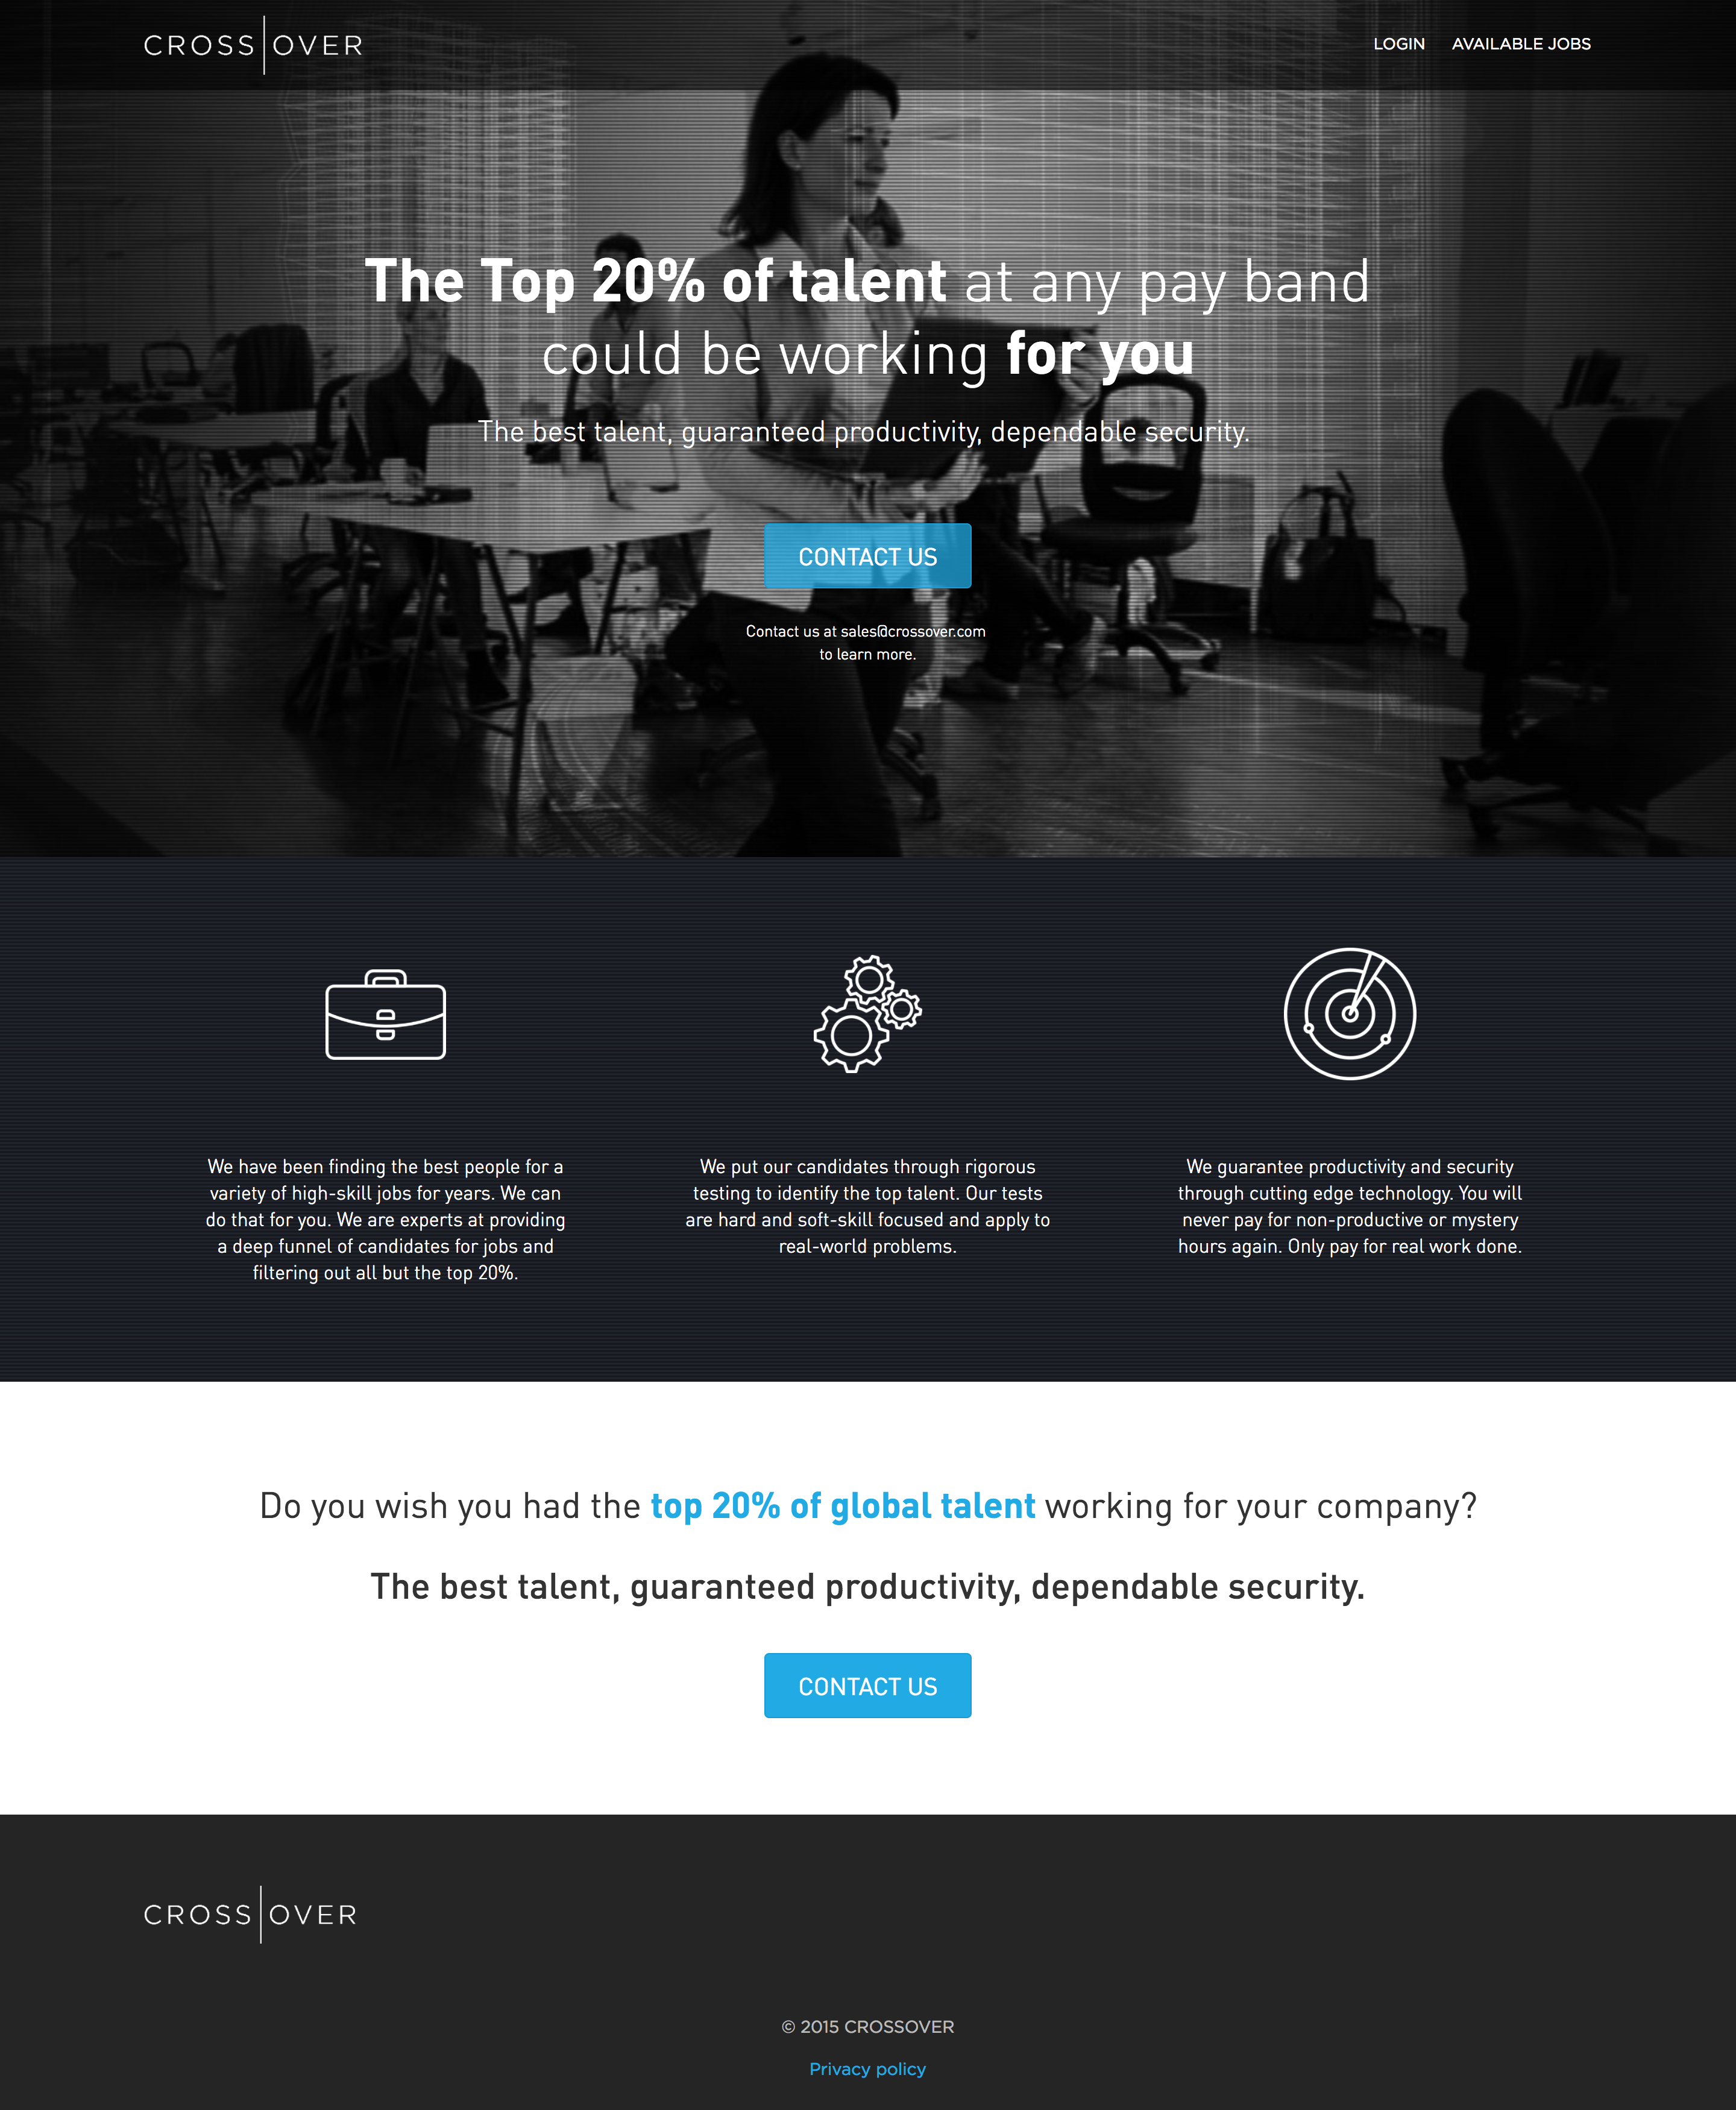 CROSS|OVER
LOGIN AVAILABLE JOBS
The Top 20% of talent at any pay band
could be working for you
The best talent, guaranteed productivity, dependable security.
CONTACT US
Contact us at sales@crossover.com
to learn more.
We have been finding the best people for a
variety of high-skill jobs for years. We can
do that for you. We are experts at providing
a deep funnel of candidates for jobs and
filtering out all but the top 20%.
We put our candidates through rigorous
testing to identify the top talent. Our tests
are hard and soft-skill focused and apply to
real-world problems.
We guarantee productivity and security
through cutting edge technology. You will
never pay for non-productive or mystery
hours again. Only pay for real work done.
Do you wish you had the top 20% of global talent working for your company?
The best talent, guaranteed productivity, dependable security.
CONTACT US
CROSS|OVER
© 2015 CROSSOVER
Privacy policy